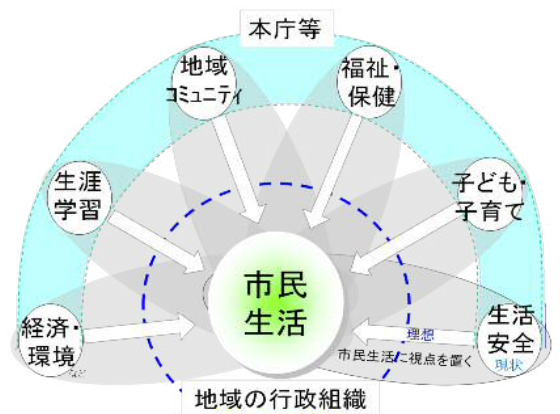 本庁等
地域
コミュニティ
福祉・
保健
生涯
学習
子ども・
子育て
市民
生活
経済・
環境
など
生活
安全
現状
理想
市民生活に視点を置く
地域の行政組織